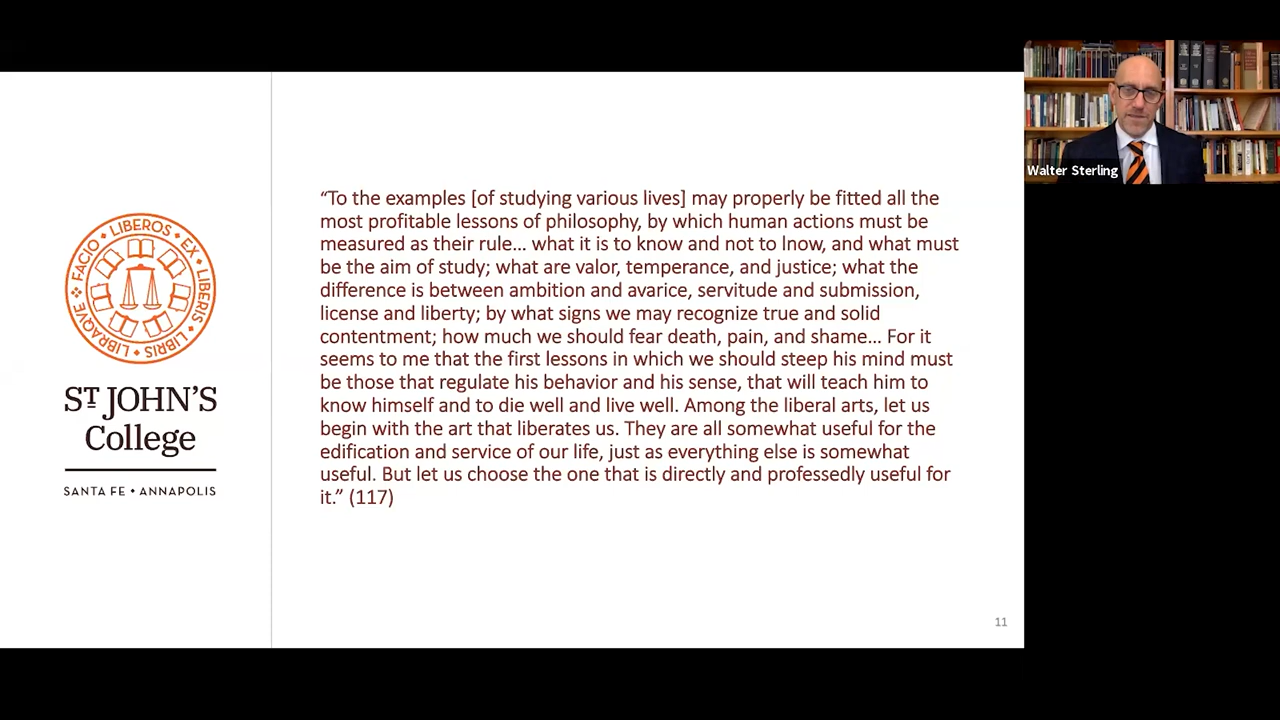 FACIO LIBEROS EX LIBERIS LIBRIS LIBRAQVE
ST JOHN'S
College
SANTA FE • ANNAPOLIS
“To the examples [of studying various lives] may properly be fitted all the
most profitable lessons of philosophy, by which human actions must be
measured as their rule... what it is to know and not to lnow, and what must
be the aim of study; what are valor, temperance, and justice; what the
difference is between ambition and avarice, servitude and submission,
license and liberty; by what signs we may recognize true and solid
contentment; how much we should fear death, pain, and shame... For it
seems to me that the first lessons in which we should steep his mind must
be those that regulate his behavior and his sense, that will teach him to
know himself and to die well and live well. Among the liberal arts, let us
begin with the art that liberates us. They are all somewhat useful for the
edification and service of our life, just as everything else is somewhat
useful. But let us choose the one that is directly and professedly useful for
it.” (117)
11
Walter Sterling